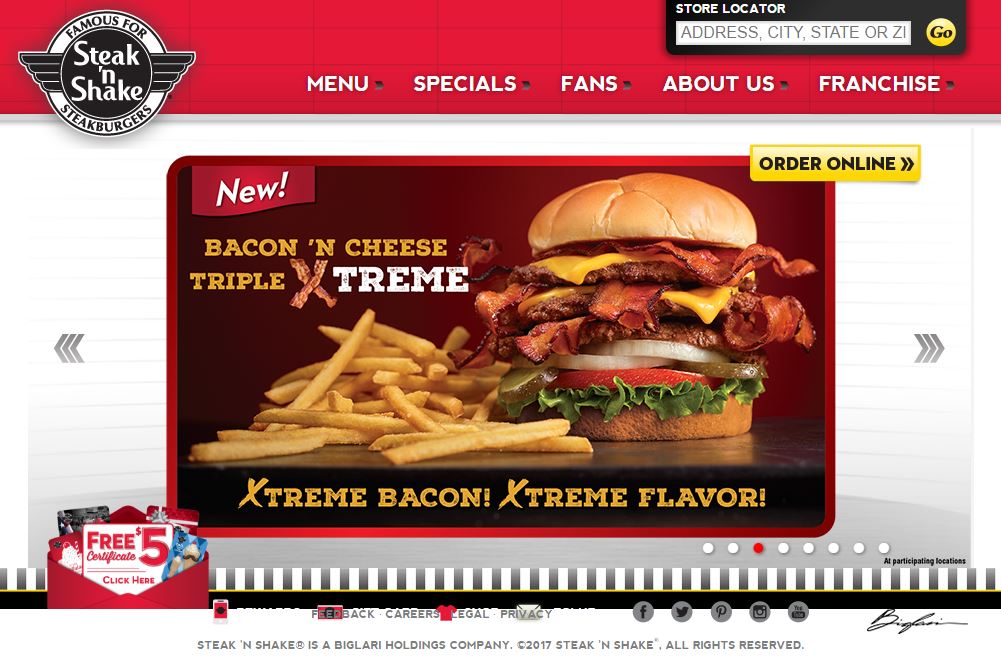 STORE LOCATOR
ADDRESS, CITY, STATE OR ZI
Go
FAMOUS FOR
Steak
'n
Shake
STEAKBURGERS
MENU
SPECIALS
FANS
ABOUT US
FRANCHISE
ORDER ONLINE
New!
BACON 'N CHEESE
TRIPLE XTREME
XTREME BACON! XTREME FLAVOR!
FREE $5
Certificate
CLICK HERE
At participating locations
FEEDBACK · CAREERS · LEGAL · PRIVACY
You
Tube
Biglari
STEAK 'N SHAKE® IS A BIGLARI HOLDINGS COMPANY. ©2017 STEAK 'N SHAKE®, ALL RIGHTS RESERVED.